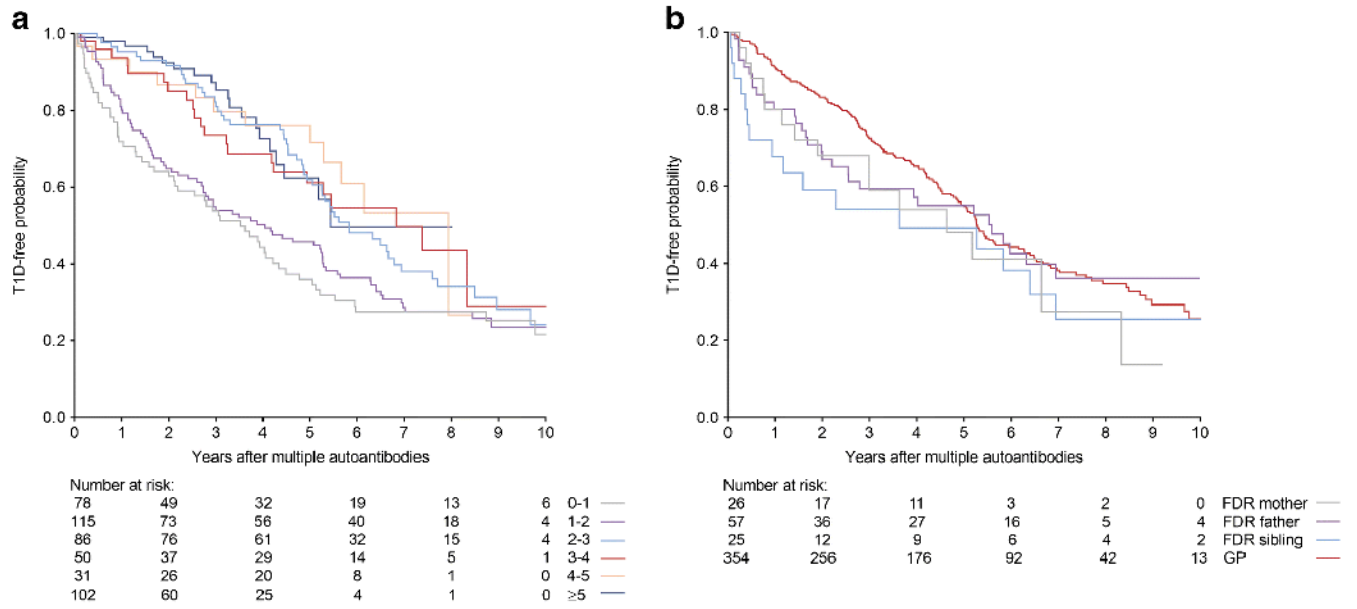 a
T1D-free probability
1.0
0.8
0.6
0.4
0.2
0.0
0 1 2 3 4 5 6 7 8 9 10
Years after multiple autoantibodies
Number at risk:
78 49 32 19 13 6 0-1
115 73 56 40 18 4 1-2
86 76 61 32 15 4 2-3
50 37 29 14 5 1 3-4
31 26 20 8 1 0 4-5
102 60 25 4 1 0 ≥5
b
T1D-free probability
1.0
0.8
0.6
0.4
0.2
0.0
0 1 2 3 4 5 6 7 8 9 10
Years after multiple autoantibodies
Number at risk:
26 17 11 3 2 0 FDR mother
57 36 27 16 5 4 FDR father
25 12 9 6 4 2 FDR sibling
354 256 176 92 42 13 GP